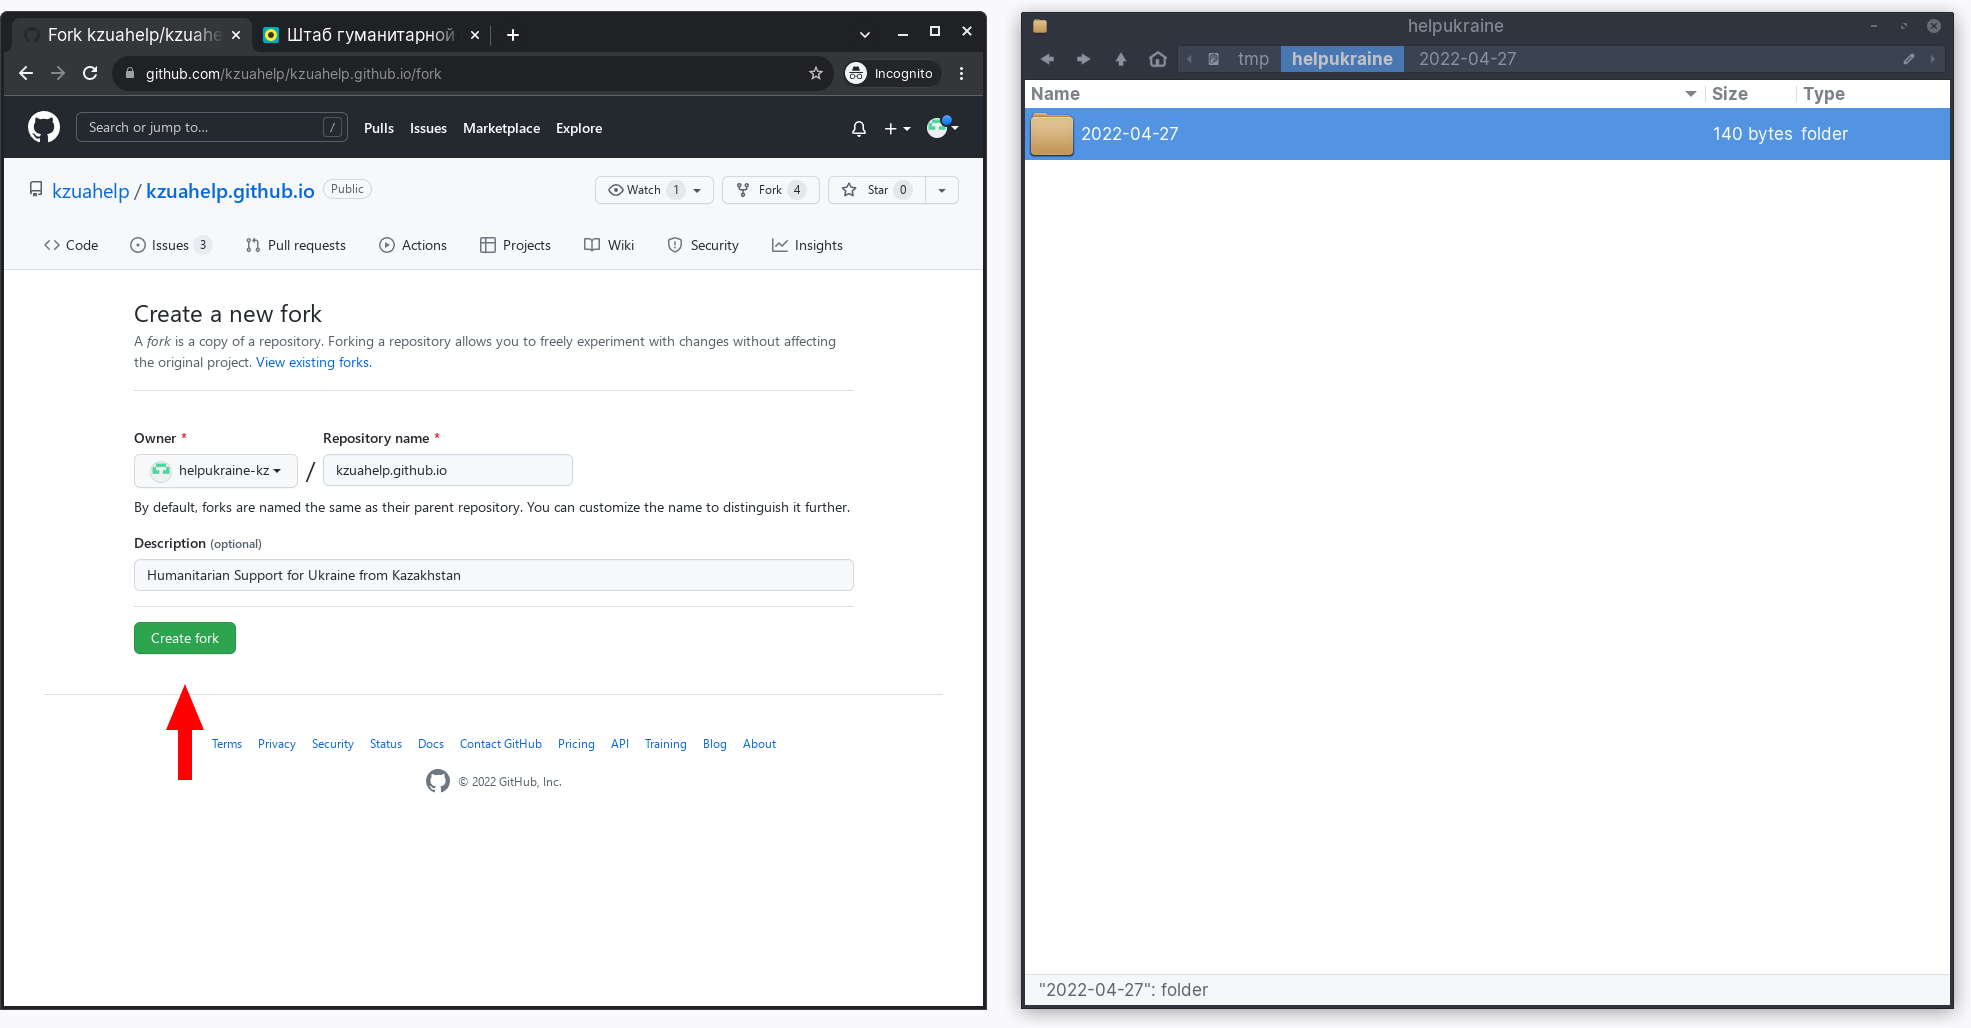 Fork kzuahelp/kzuahe
Штаб гуманитарной
github.com/kzuahelp/kzuahelp.github.io/fork
Incognito
Search or jump to...
/
Pulls
Issues
Marketplace
Explore
kzuahelp / kzuahelp.github.io
Public
Watch 1
Fork 4
Star 0
Code
Issues 3
Pull requests
Actions
Projects
Wiki
Security
Insights
Create a new fork
A fork is a copy of a repository. Forking a repository allows you to freely experiment with changes without affecting
the original project. View existing forks.
Owner *
Repository name *
helpukraine-kz
/
kzuahelp.github.io
By default, forks are named the same as their parent repository. You can customize the name to distinguish it further.
Description (optional)
Humanitarian Support for Ukraine from Kazakhstan
Create fork
Terms
Privacy
Security
Status
Docs
Contact GitHub
Pricing
API
Training
Blog
About
© 2022 GitHub, Inc.
helpukraine
tmp
helpukraine
2022-04-27
Name
Size
Type
2022-04-27
140 bytes
folder
"2022-04-27": folder